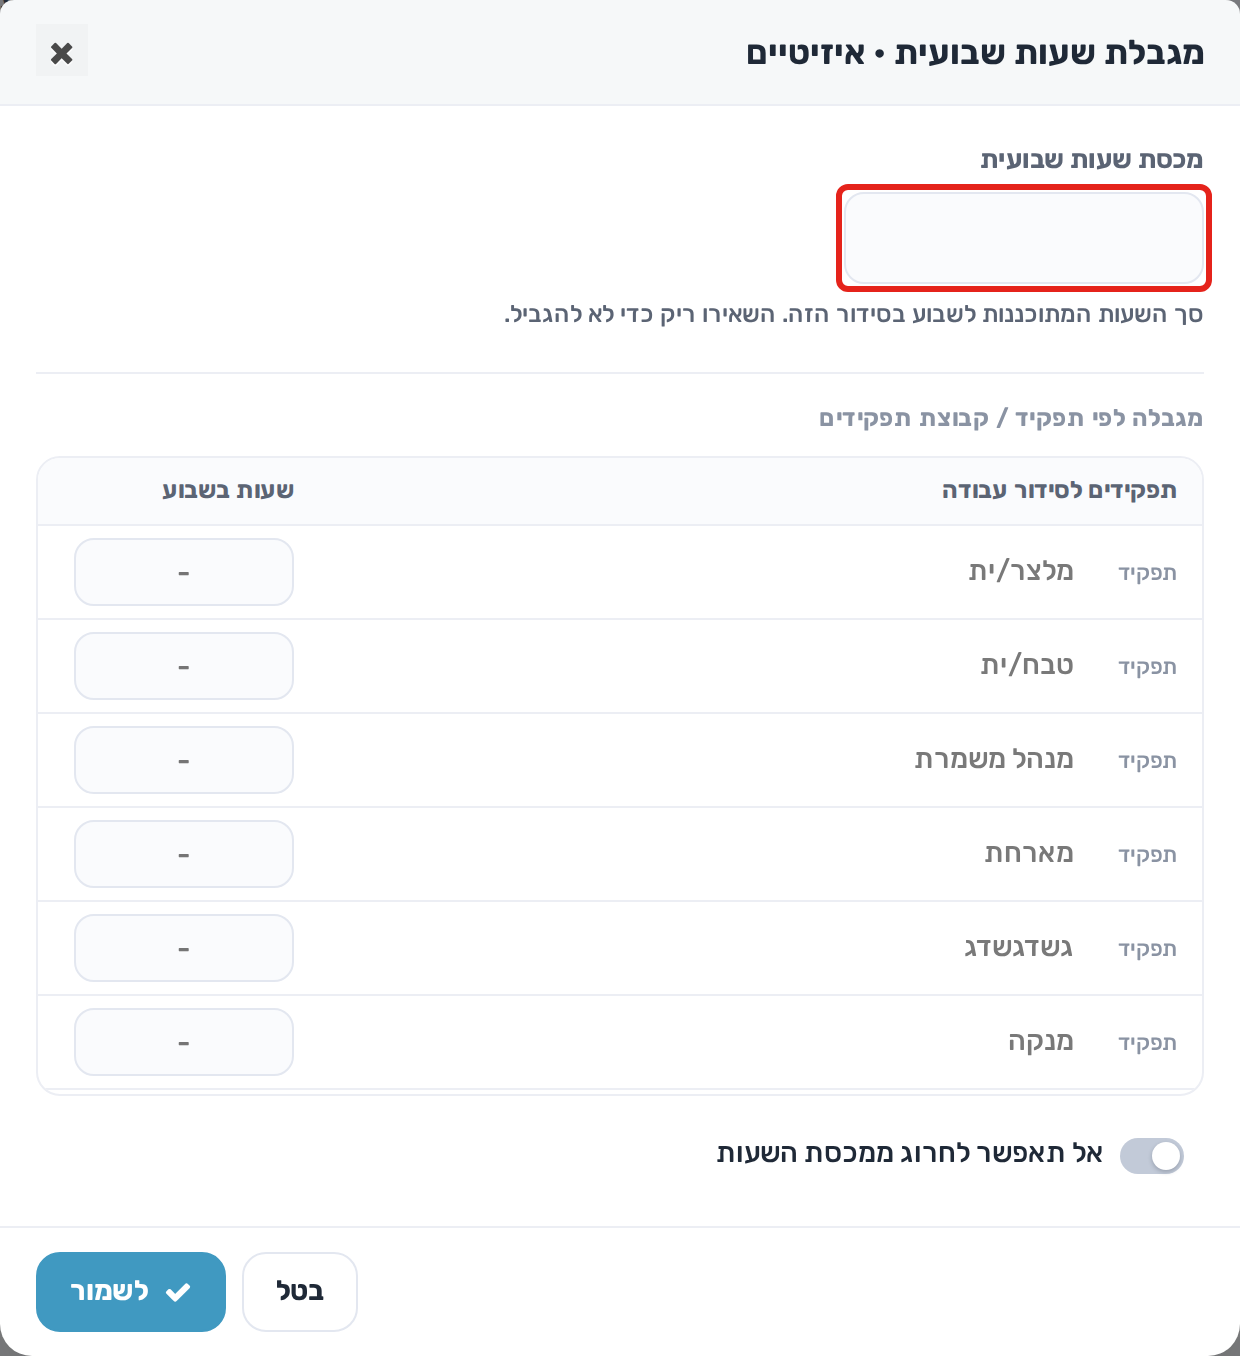 מגבלת שעות שבועית • איזיטיים
מכסת שעות שבועית
סך השעות המתוכננות לשבוע בסידור הזה. השאירו ריק כדי לא להגביל.
מגבלה לפי תפקיד / קבוצת תפקידים
תפקידים לסידור עבודה שעות בשבוע
תפקיד מלצר/ית -
תפקיד טבח/ית -
תפקיד מנהל משמרת -
תפקיד מארחת -
תפקיד גשדגשדג -
תפקיד מנקה -
אל תאפשר לחרוג ממכסת השעות
בטל לשמור